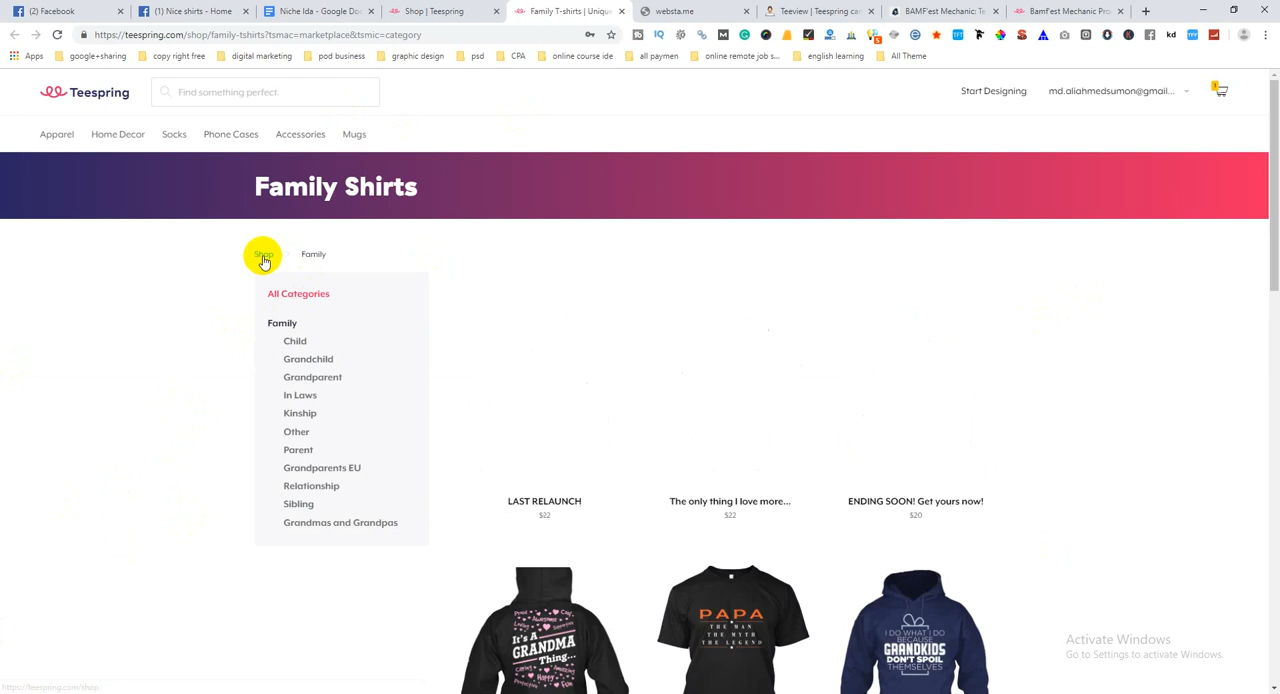 (2) Facebook
(1) Nice shirts - Home
Niche Ida - Google Do
Shop | Teespring
Family T-shirts | Uniqu
websta.me
Teeview | Teespring ca
BAMF'est Mechanic: Te
BamFest Mechanic Pro
https://teespring.com/shop/family-tshirts?tsmac=marketplace&tsmic=category
Apps
google+sharing
copy right free
digital marketing
pod business
graphic design
psd
CPA
online course ide
all paymen
online remote job s...
english learning
All Theme
Teespring
Find something perfect.
Start Designing
md.aliahmedsumon@gmail...
Apparel
Home Decor
Socks
Phone Cases
Accessories
Mugs
Family Shirts
Shop
Family
All Categories
Family
Child
Grandchild
Grandparent
In Laws
Kinship
Other
Parent
Grandparents EU
Relationship
Sibling
Grandmas and Grandpas
LAST RELAUNCH
$22
The only thing I love more...
$22
ENDING SOON! Get yours now!
$20
It's A
GRANDMA
Thing...
PAPA
THE MAN
THE MYTH
THE LEGEND
I DO WHAT I DO
BECAUSE
GRANDKIDS
DON'T SPOIL
THEMSELVES
Activate Windows
Go to Settings to activate Windows.
https://teespring.com/shop